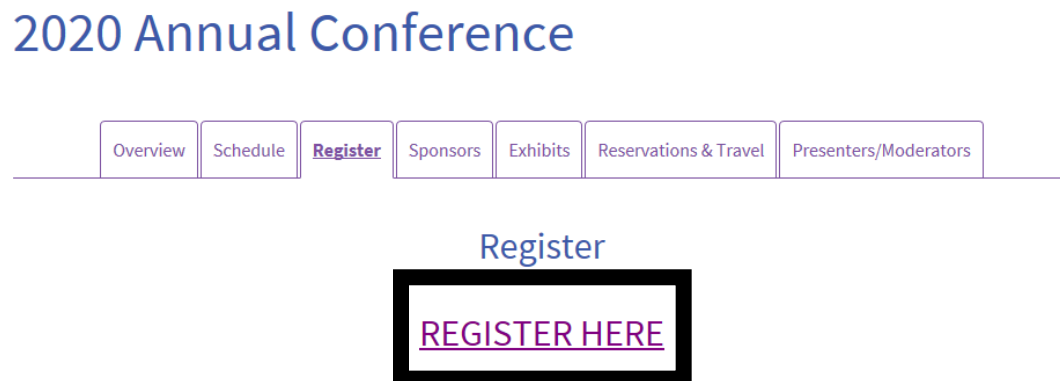 2020 Annual Conference
Overview Schedule Register Sponsors Exhibits Reservations & Travel Presenters/Moderators
Register
REGISTER HERE